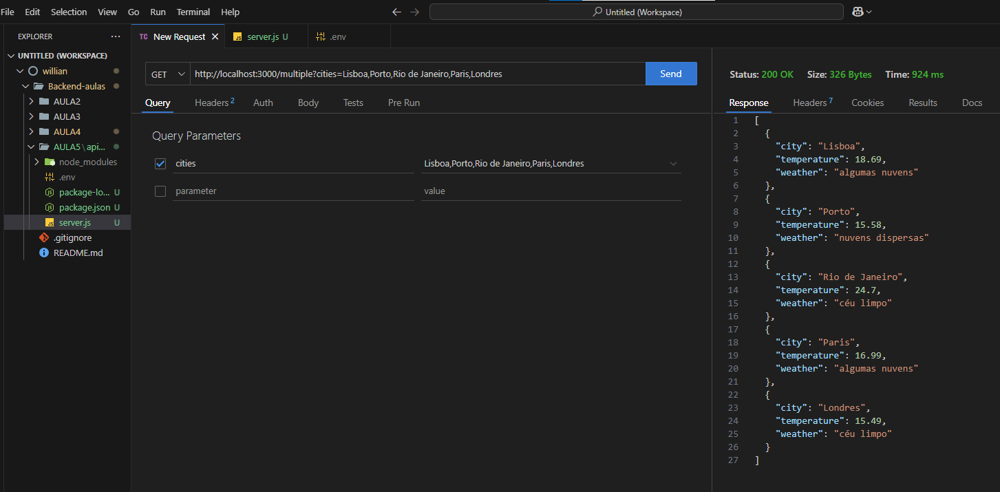 File Edit Selection View Go Run Terminal Help
Untitled (Workspace)
EXPLORER
UNTITLED (WORKSPACE)
willian
Backend-aulas
AULA2
AULA3
AULA4
AULA5\api...
node_modules
.env
package-lo... U
package.json U
server.js U
.gitignore
README.md
TC New Request
JS server.js U
.env
GET http://localhost:3000/multiple?cities=Lisboa,Porto,Rio de Janeiro,Paris,Londres Send
Query Headers 2 Auth Body Tests Pre Run
Query Parameters
cities Lisboa,Porto,Rio de Janeiro,Paris,Londres
parameter value
Status: 200 OK Size: 326 Bytes Time: 924 ms
Response Headers 7 Cookies Results Docs
1 [
2 {
3 "city": "Lisboa",
4 "temperature": 18.69,
5 "weather": "algumas nuvens"
6 },
7 {
8 "city": "Porto",
9 "temperature": 15.58,
10 "weather": "nuvens dispersas"
11 },
12 {
13 "city": "Rio de Janeiro",
14 "temperature": 24.7,
15 "weather": "céu limpo"
16 },
17 {
18 "city": "Paris",
19 "temperature": 16.99,
20 "weather": "algumas nuvens"
21 },
22 {
23 "city": "Londres",
24 "temperature": 15.49,
25 "weather": "céu limpo"
26 }
27 ]